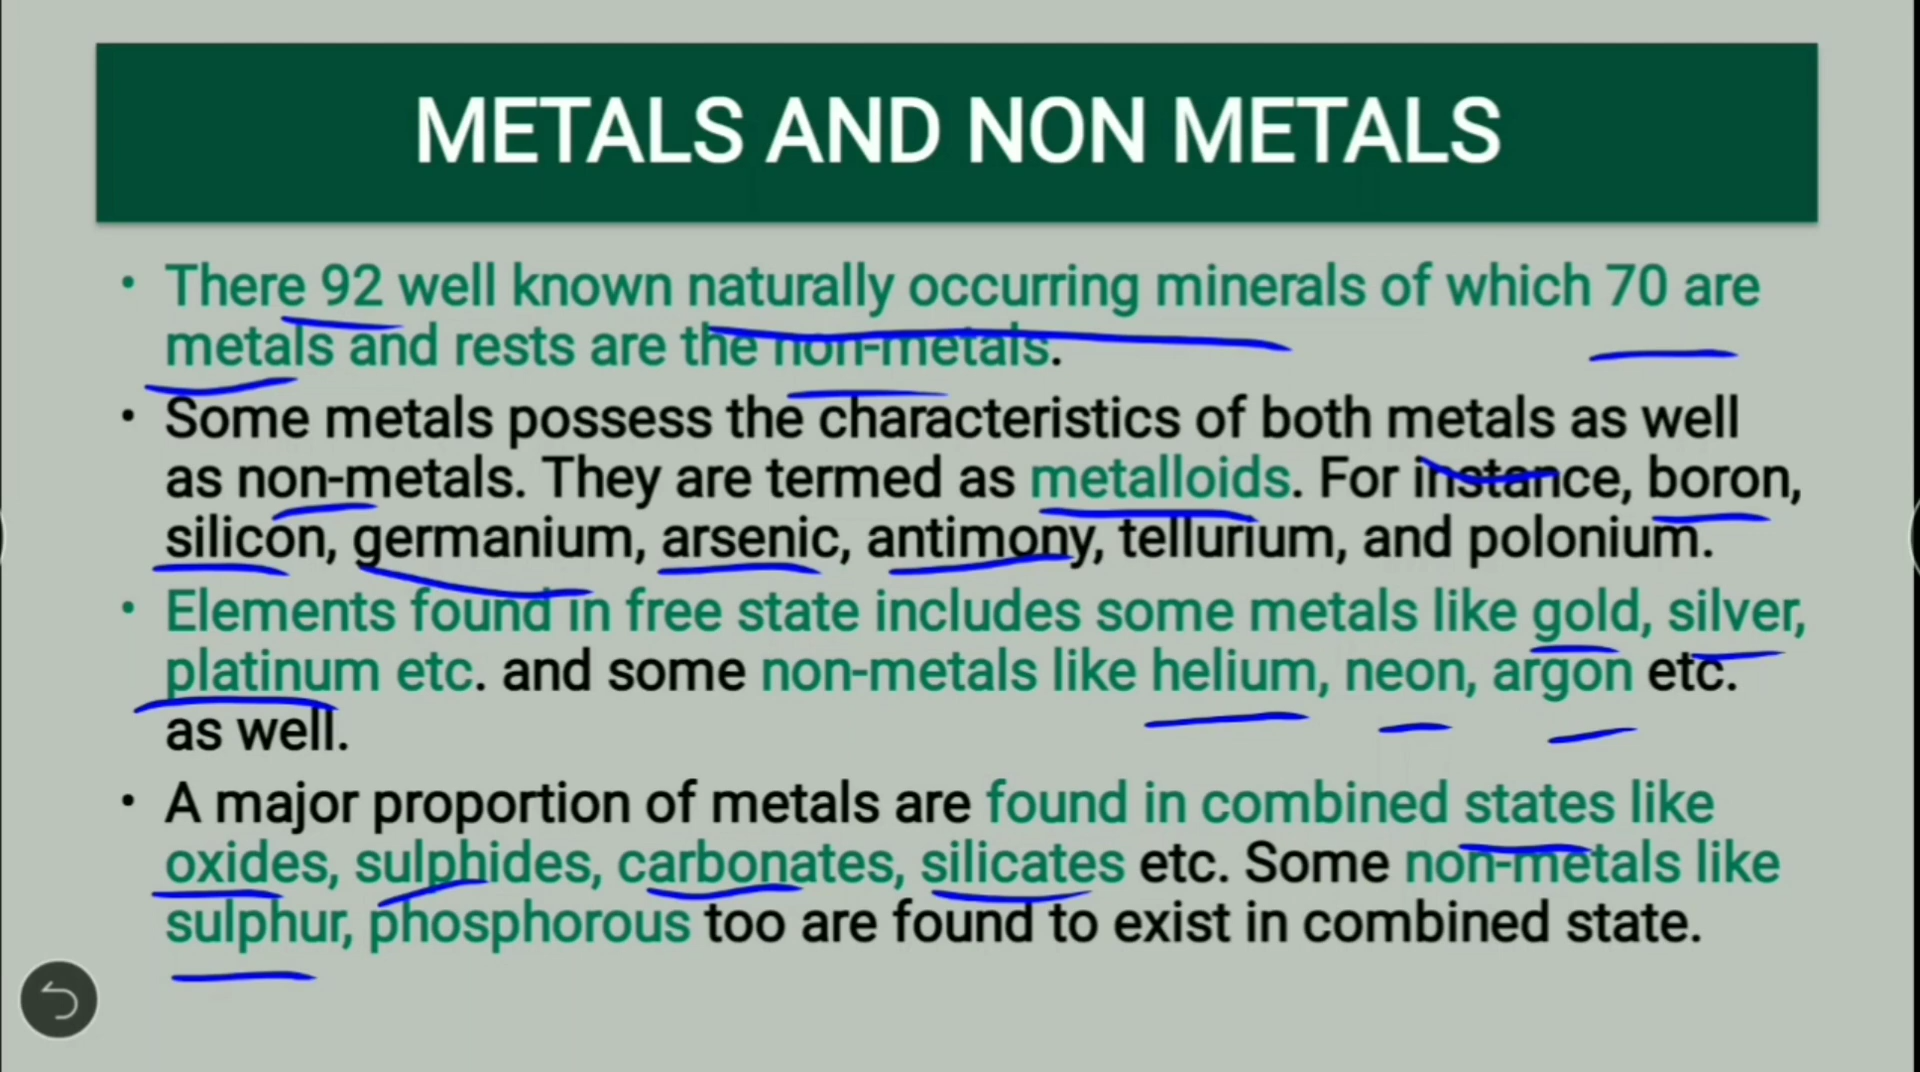 METALS AND NON METALS
• There 92 well known naturally occurring minerals of which 70 are
metals and rests are the non-metals.
• Some metals possess the characteristics of both metals as well
as non-metals. They are termed as metalloids. For instance, boron,
silicon, germanium, arsenic, antimony, tellurium, and polonium.
• Elements found in free state includes some metals like gold, silver,
platinum etc. and some non-metals like helium, neon, argon etc.
as well.
• A major proportion of metals are found in combined states like
oxides, sulphides, carbonates, silicates etc. Some non-metals like
sulphur, phosphorous too are found to exist in combined state.